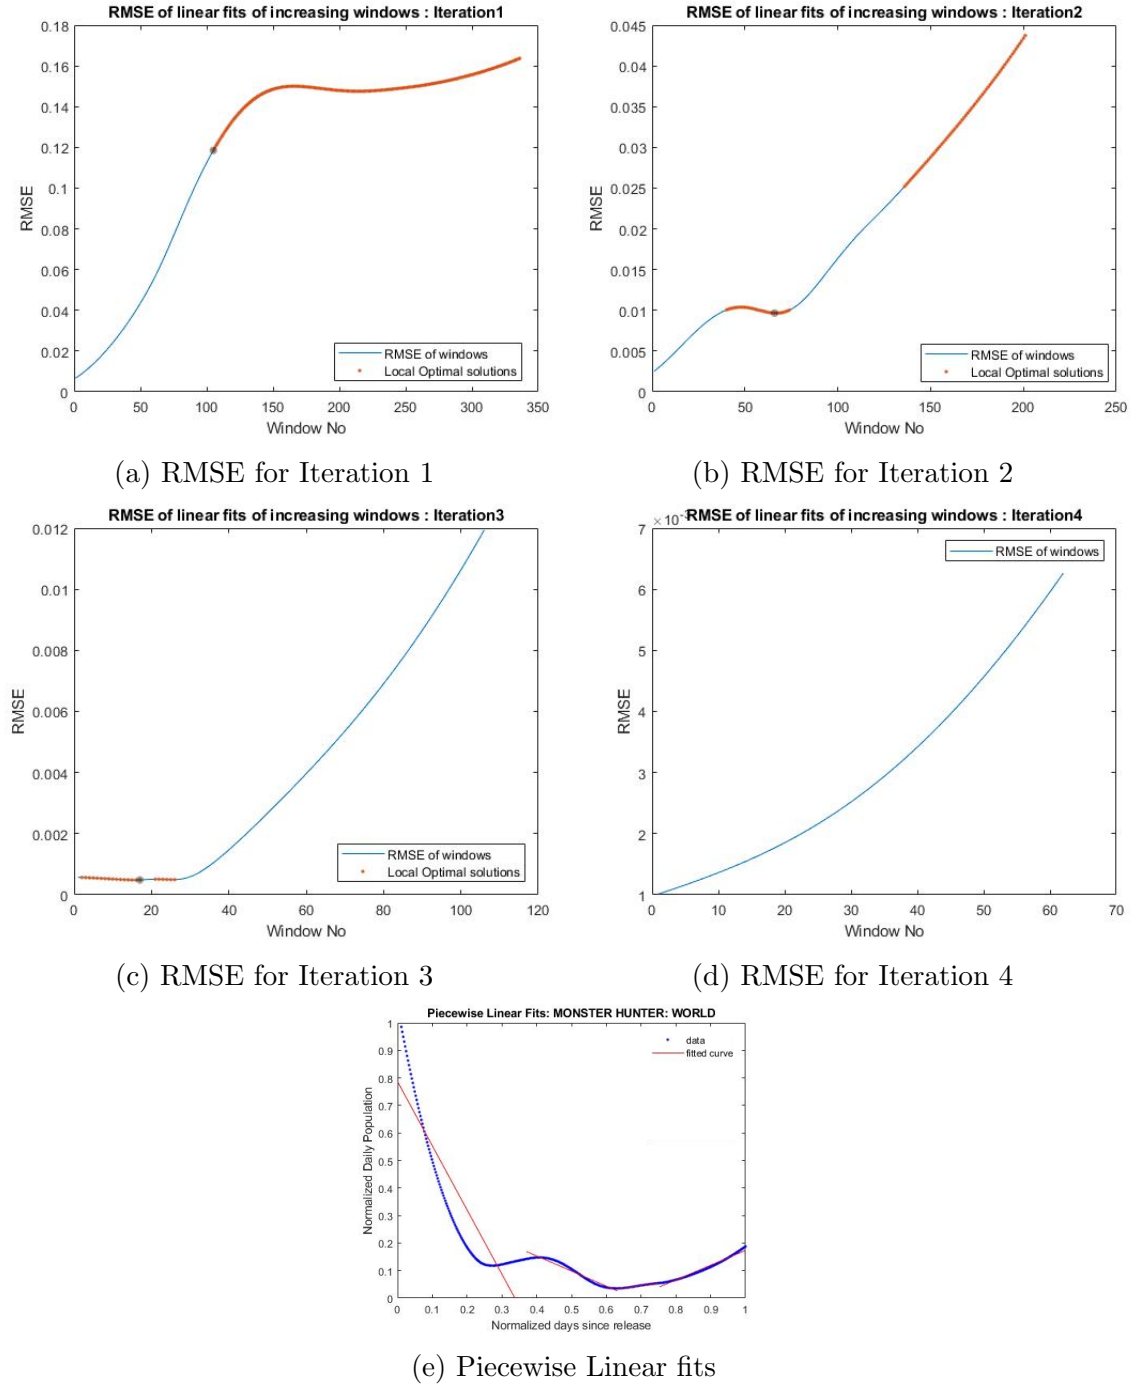 RMSE of linear fits of increasing windows : Iteration1
0.18
0.16
0.14
0.12
0.1
0.08
0.06
0.04
0.02
0
RMSE
RMSE of windows
Local Optimal solutions
0 50 100 150 200 250 300 350
Window No
(a) RMSE for Iteration 1
RMSE of linear fits of increasing windows : Iteration2
0.045
0.04
0.035
0.03
0.025
0.02
0.015
0.01
0.005
0
RMSE
RMSE of windows
Local Optimal solutions
0 50 100 150 200 250
Window No
(b) RMSE for Iteration 2
RMSE of linear fits of increasing windows : Iteration3
0.012
0.01
0.008
0.006
0.004
0.002
0
RMSE
RMSE of windows
Local Optimal solutions
0 20 40 60 80 100 120
Window No
(c) RMSE for Iteration 3
RMSE of linear fits of increasing windows : Iteration4
×10
7
6
5
4
3
2
1
RMSE
RMSE of windows
0 10 20 30 40 50 60 70
Window No
(d) RMSE for Iteration 4
Piecewise Linear Fits: MONSTER HUNTER: WORLD
1
0.9
0.8
0.7
0.6
0.5
0.4
0.3
0.2
0.1
0
Normalized Daily Population
data
fitted curve
0 0.1 0.2 0.3 0.4 0.5 0.6 0.7 0.8 0.9 1
Normalized days since release
(e) Piecewise Linear fits